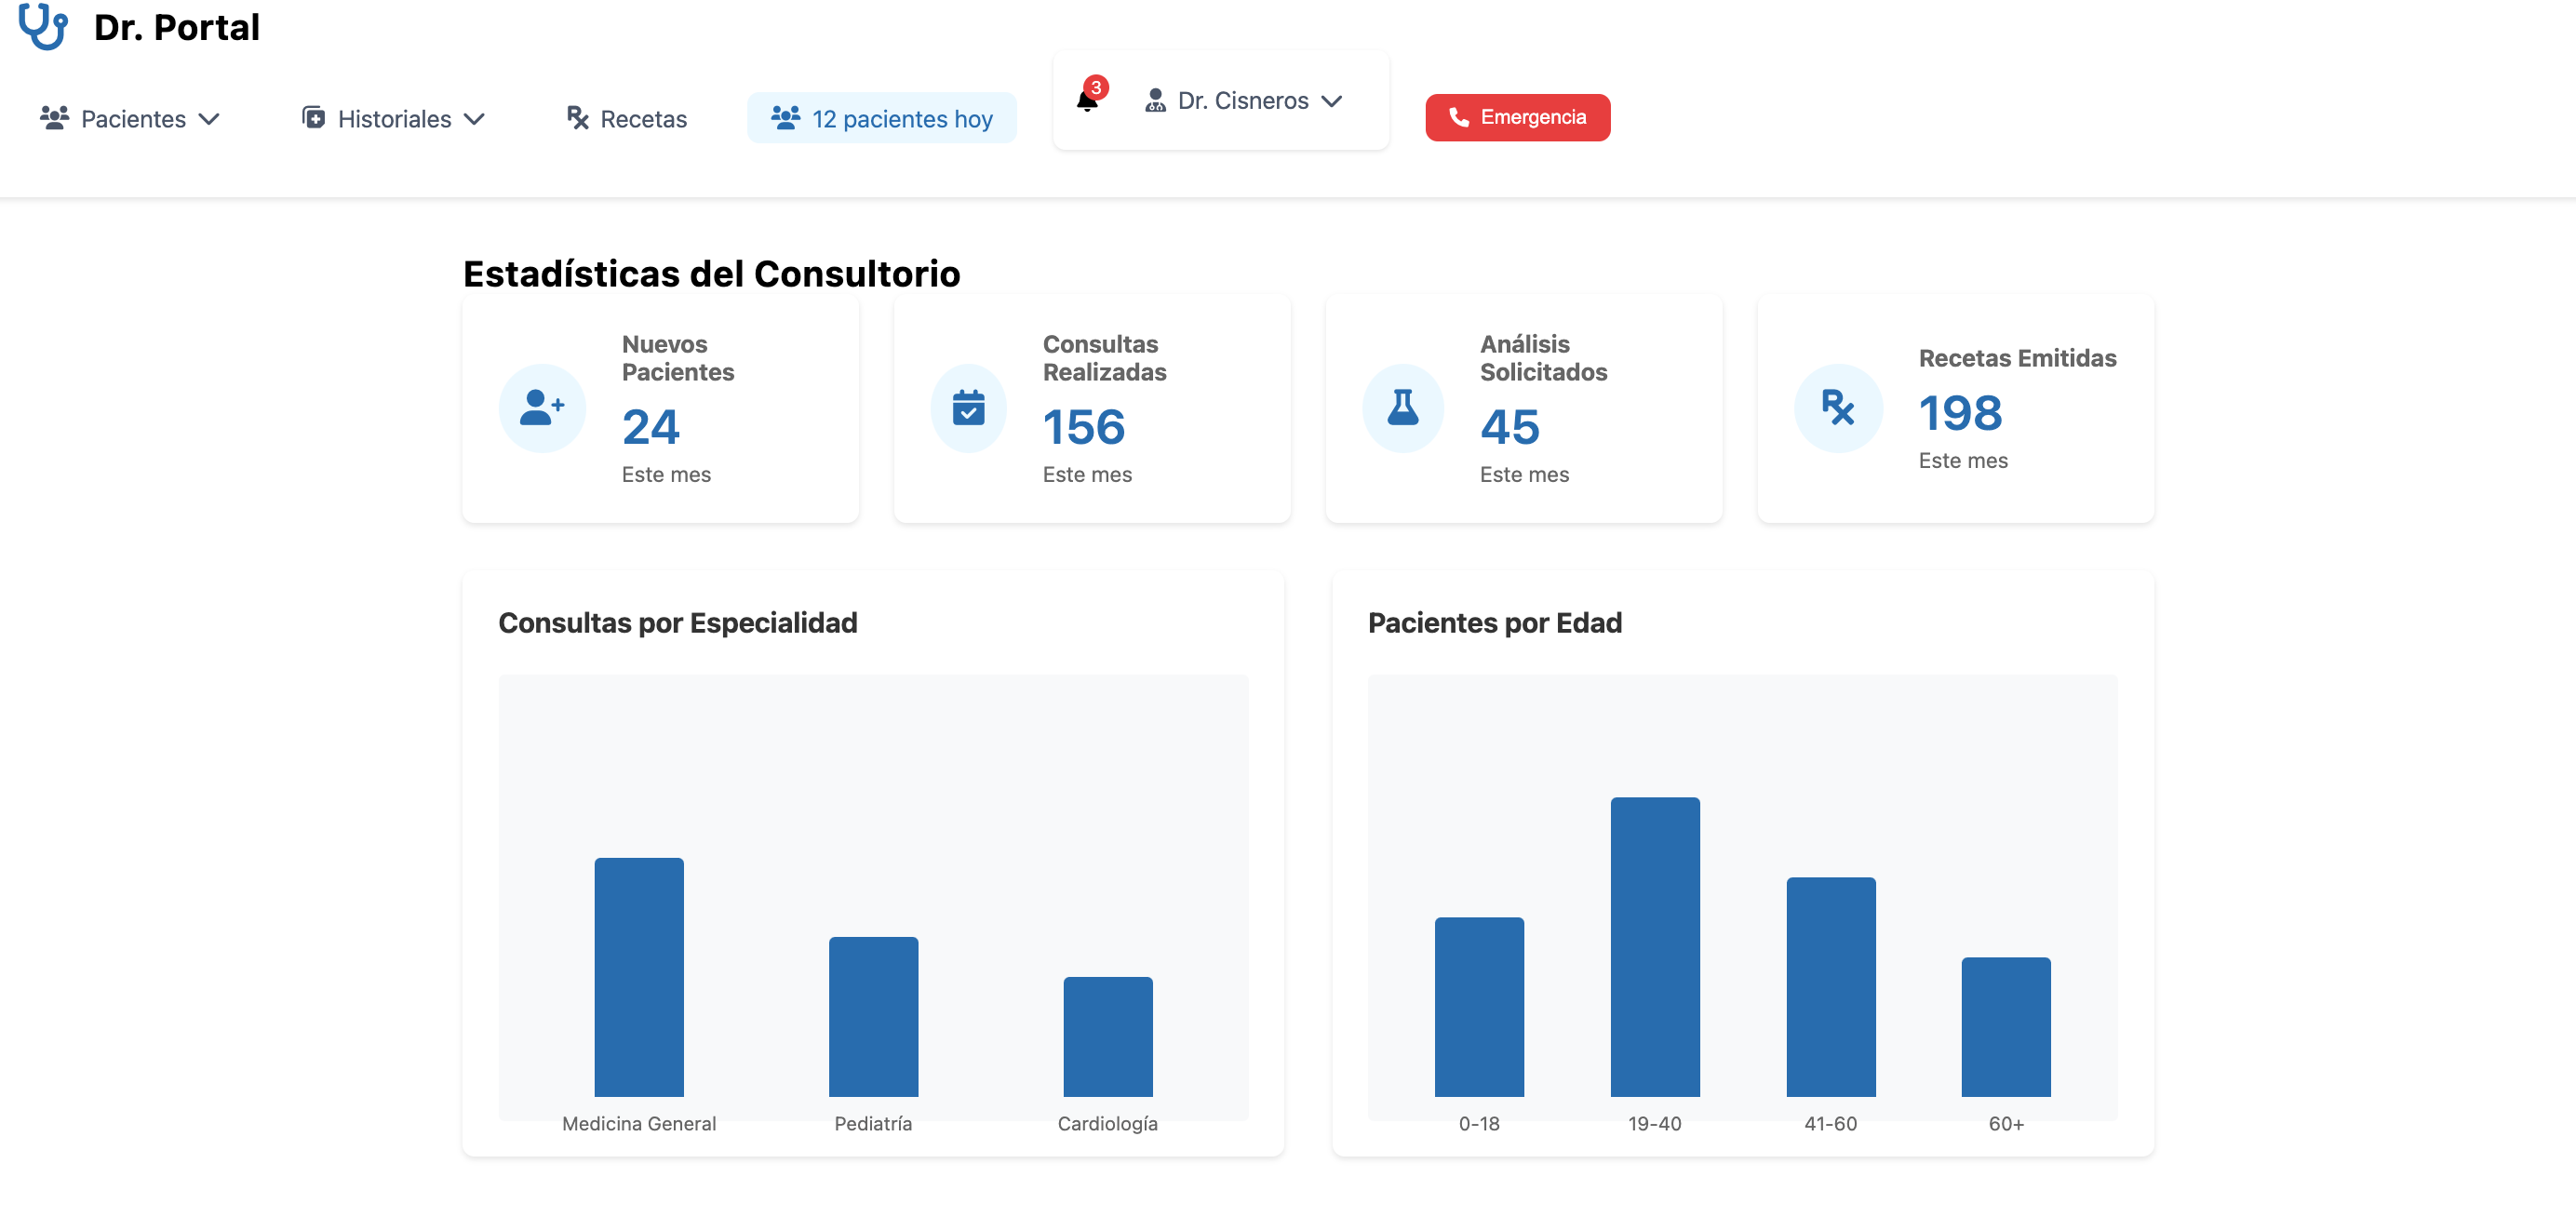 Dr. Portal
Pacientes
Historiales
Recetas
12 pacientes hoy
3
Dr. Cisneros
Emergencia
Estadísticas del Consultorio
Nuevos
Pacientes
24
Este mes
Consultas
Realizadas
156
Este mes
Análisis
Solicitados
45
Este mes
Recetas Emitidas
198
Este mes
Consultas por Especialidad
Medicina General
Pediatría
Cardiología
Pacientes por Edad
0-18
19-40
41-60
60+